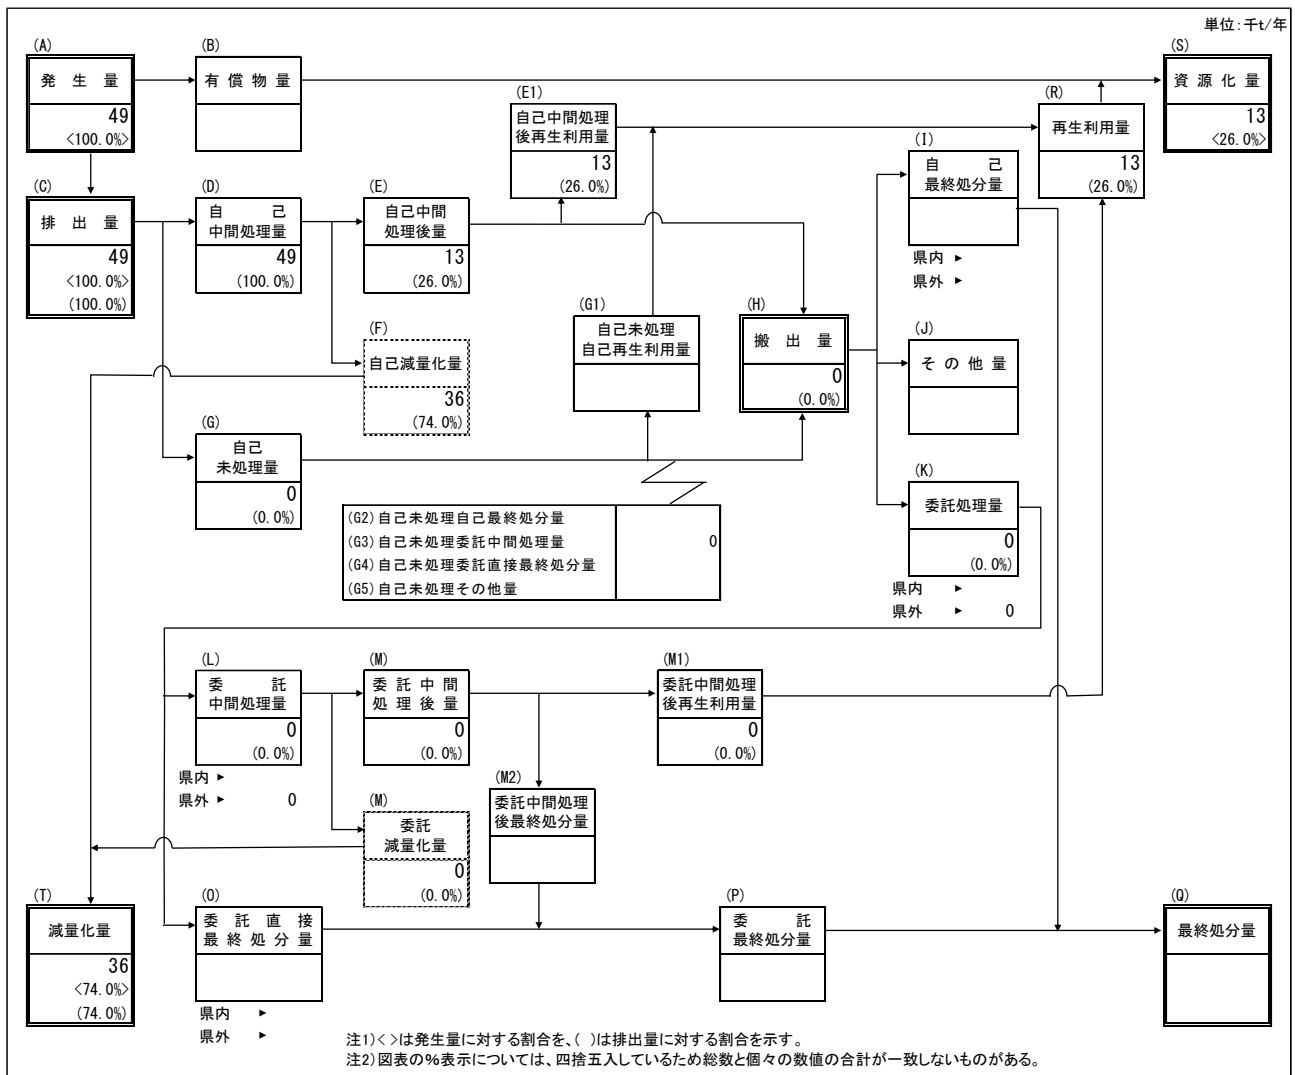 単位:千t/年
(A)
発生量
49
<100.0%>
(B)
有償物量
(S)
資源化量
13
<26.0%>
(E1)
自己中間処理
後再生利用量
13
(26.0%)
(R)
再生利用量
13
(26.0%)
(I)
自己
最終処分量
県内 ►
県外 ►
(C)
排出量
49
<100.0%>
(100.0%)
(D)
自己
中間処理量
49
(100.0%)
(E)
自己中間
処理後量
13
(26.0%)
(F)
自己減量化量
36
(74.0%)
(G1)
自己未処理
自己再生利用量
(H)
搬出量
0
(0.0%)
(J)
その他量
(G)
自己
未処理量
0
(0.0%)
(G2)自己未処理自己最終処分量
(G3)自己未処理委託中間処理量 0
(G4)自己未処理委託直接最終処分量
(G5)自己未処理その他量
(K)
委託処理量
0
(0.0%)
県内 ►
県外 ► 0
(L)
委託
中間処理量
0
(0.0%)
県内 ►
県外 ► 0
(M)
委託中間
処理後量
0
(0.0%)
(M1)
委託中間処理
後再生利用量
0
(0.0%)
(M2)
委託中間処理
後最終処分量
(M)
委託
減量化量
0
(0.0%)
(T)
減量化量
36
<74.0%>
(74.0%)
(O)
委託直接
最終処分量
県内 ►
県外 ►
(P)
委託
最終処分量
(Q)
最終処分量
注1)< >は発生量に対する割合を、( )は排出量に対する割合を示す。
注2)図表の%表示については、四捨五入しているため総数と個々の数値の合計が一致しないものがある。